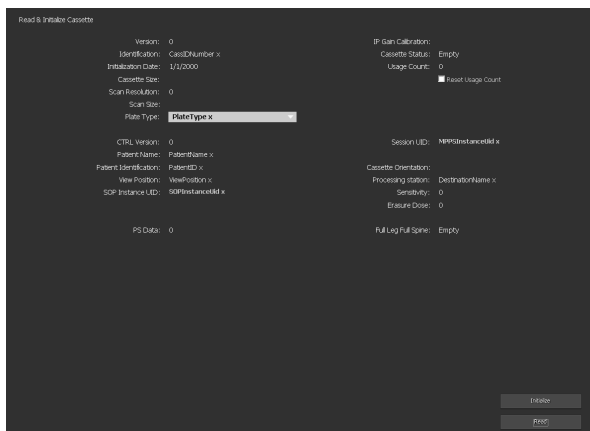 Read & Initialize Cassette
Version: 0 IP Gain Calibration:
Identification: CassIDNumber x Cassette Status: Empty
Initialization Date: 1/1/2000 Usage Count: 0
Cassette Size: Reset Usage Count
Scan Resolution: 0
Scan Size:
Plate Type: PlateType x
CTRL Version: 0 Session UID: MPPSInstanceUid x
Patient Name: PatientName x
Patient Identification: PatientID x Cassette Orientation:
View Position: ViewPosition x Processing station: DestinationName x
SOP Instance UID: SOPInstanceUid x Sensitivity: 0
Erasure Dose: 0
PS Data: 0 Full Leg Full Spine: Empty
Initialize
Read